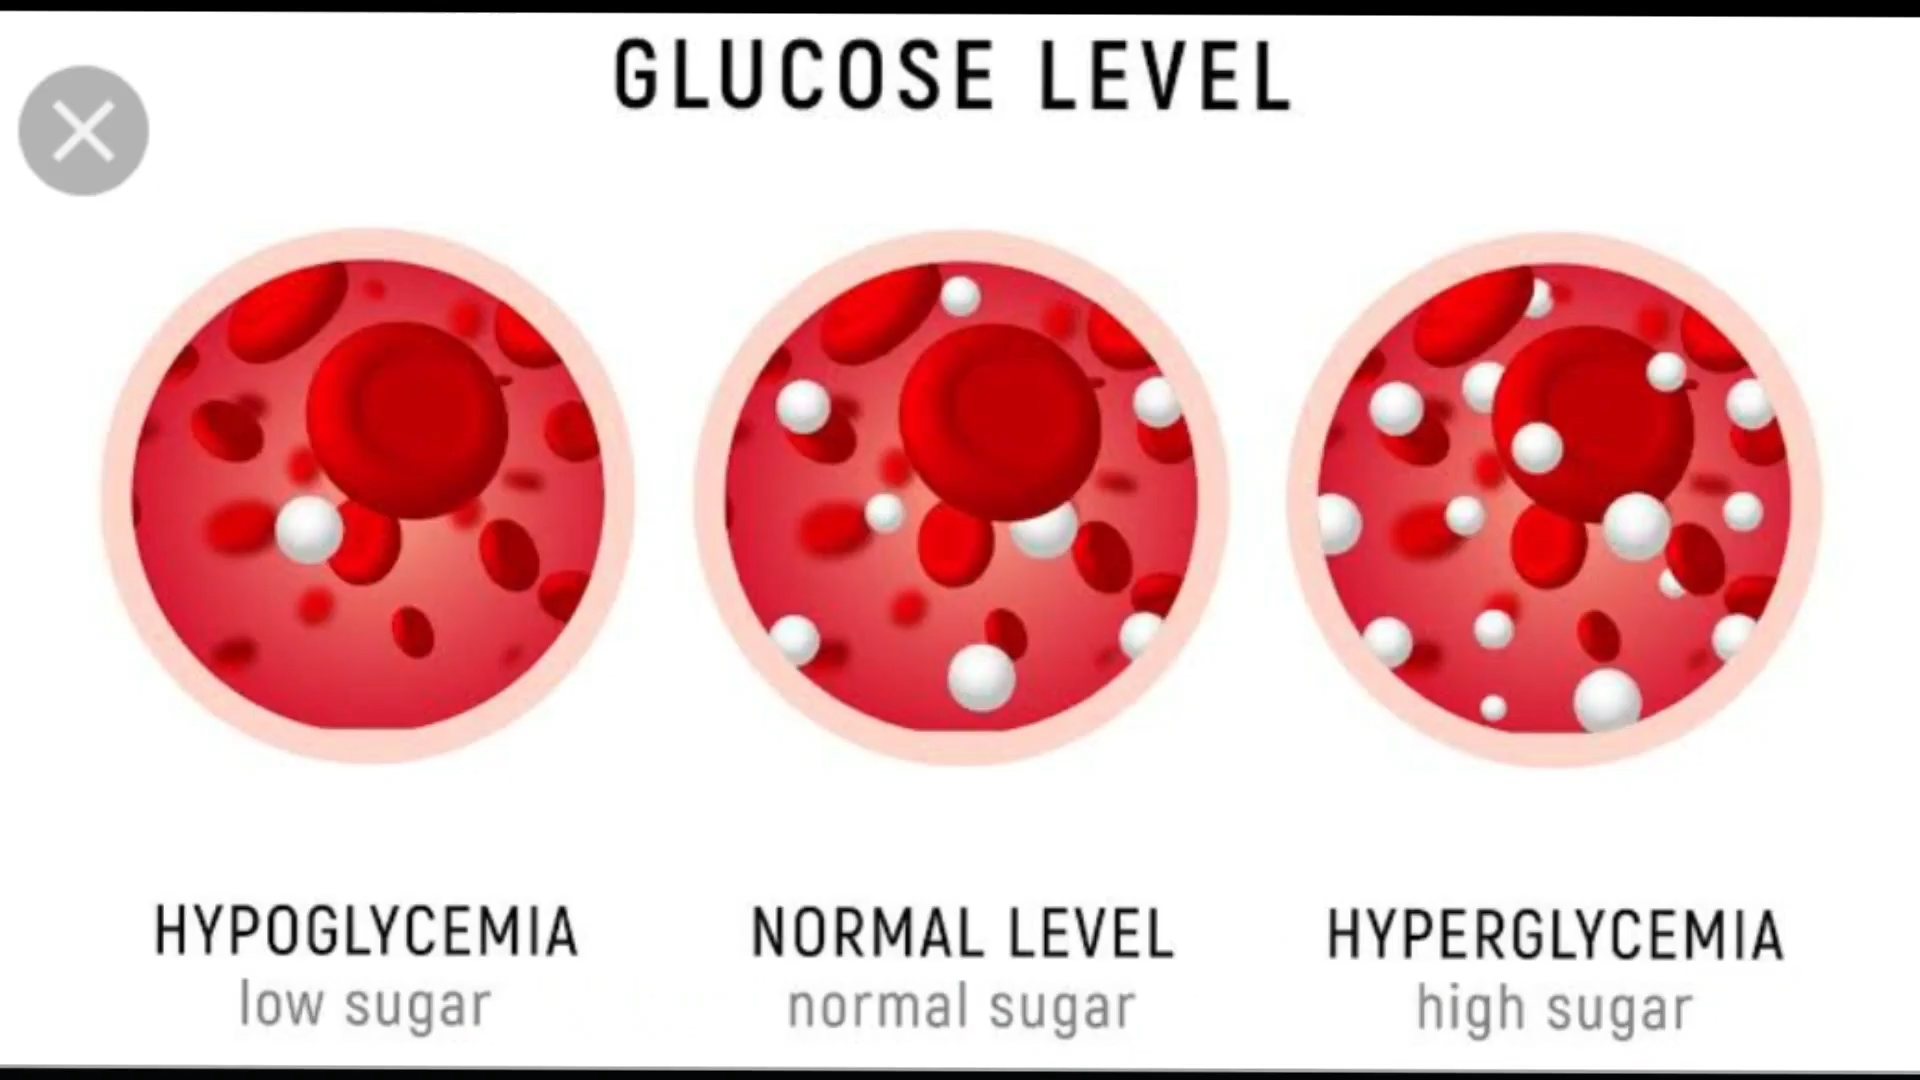 GLUCOSE LEVEL
HYPOGLYCEMIA
low sugar
NORMAL LEVEL
normal sugar
HYPERGLYCEMIA
high sugar